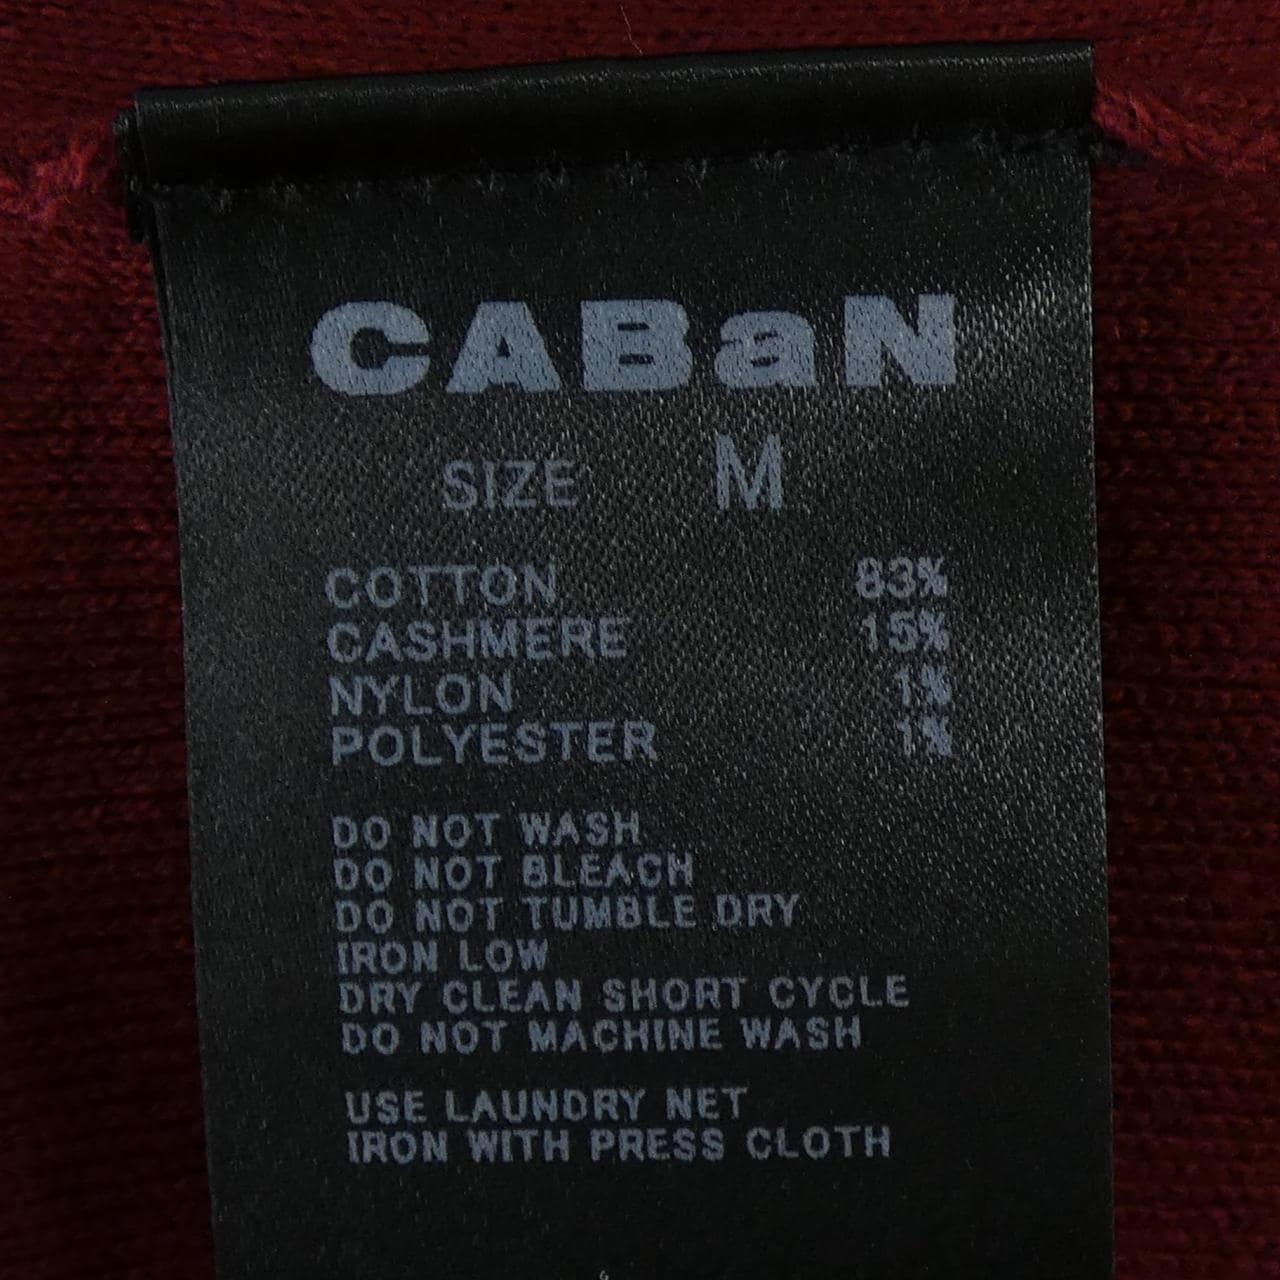 CABaN
SIZE M
COTTON 83%
CASHMERE 15%
NYLON 1%
POLYESTER 1%
DO NOT WASH
DO NOT BLEACH
DO NOT TUMBLE DRY
IRON LOW
DRY CLEAN SHORT CYCLE
DO NOT MACHINE WASH
USE LAUNDRY NET
IRON WITH PRESS CLOTH